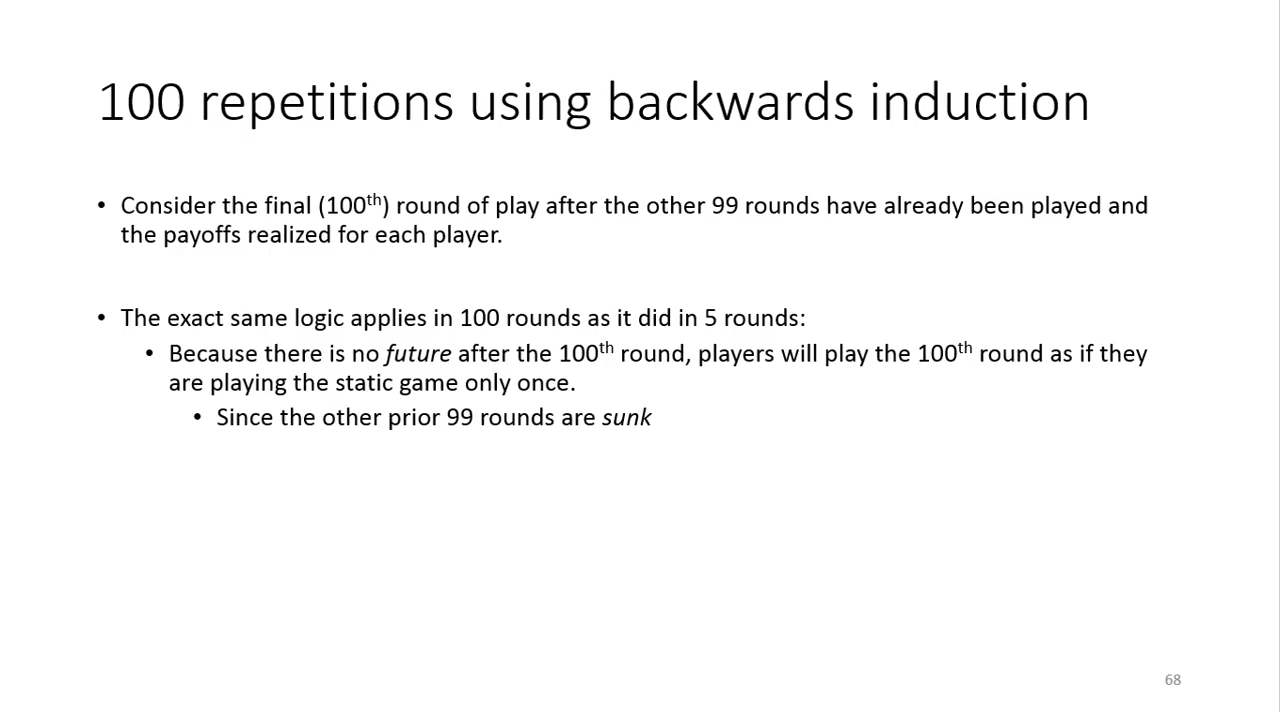 100 repetitions using backwards induction
• Consider the final (100th) round of play after the other 99 rounds have already been played and
the payoffs realized for each player.
• The exact same logic applies in 100 rounds as it did in 5 rounds:
• Because there is no future after the 100th round, players will play the 100th round as if they
are playing the static game only once.
• Since the other prior 99 rounds are sunk
68